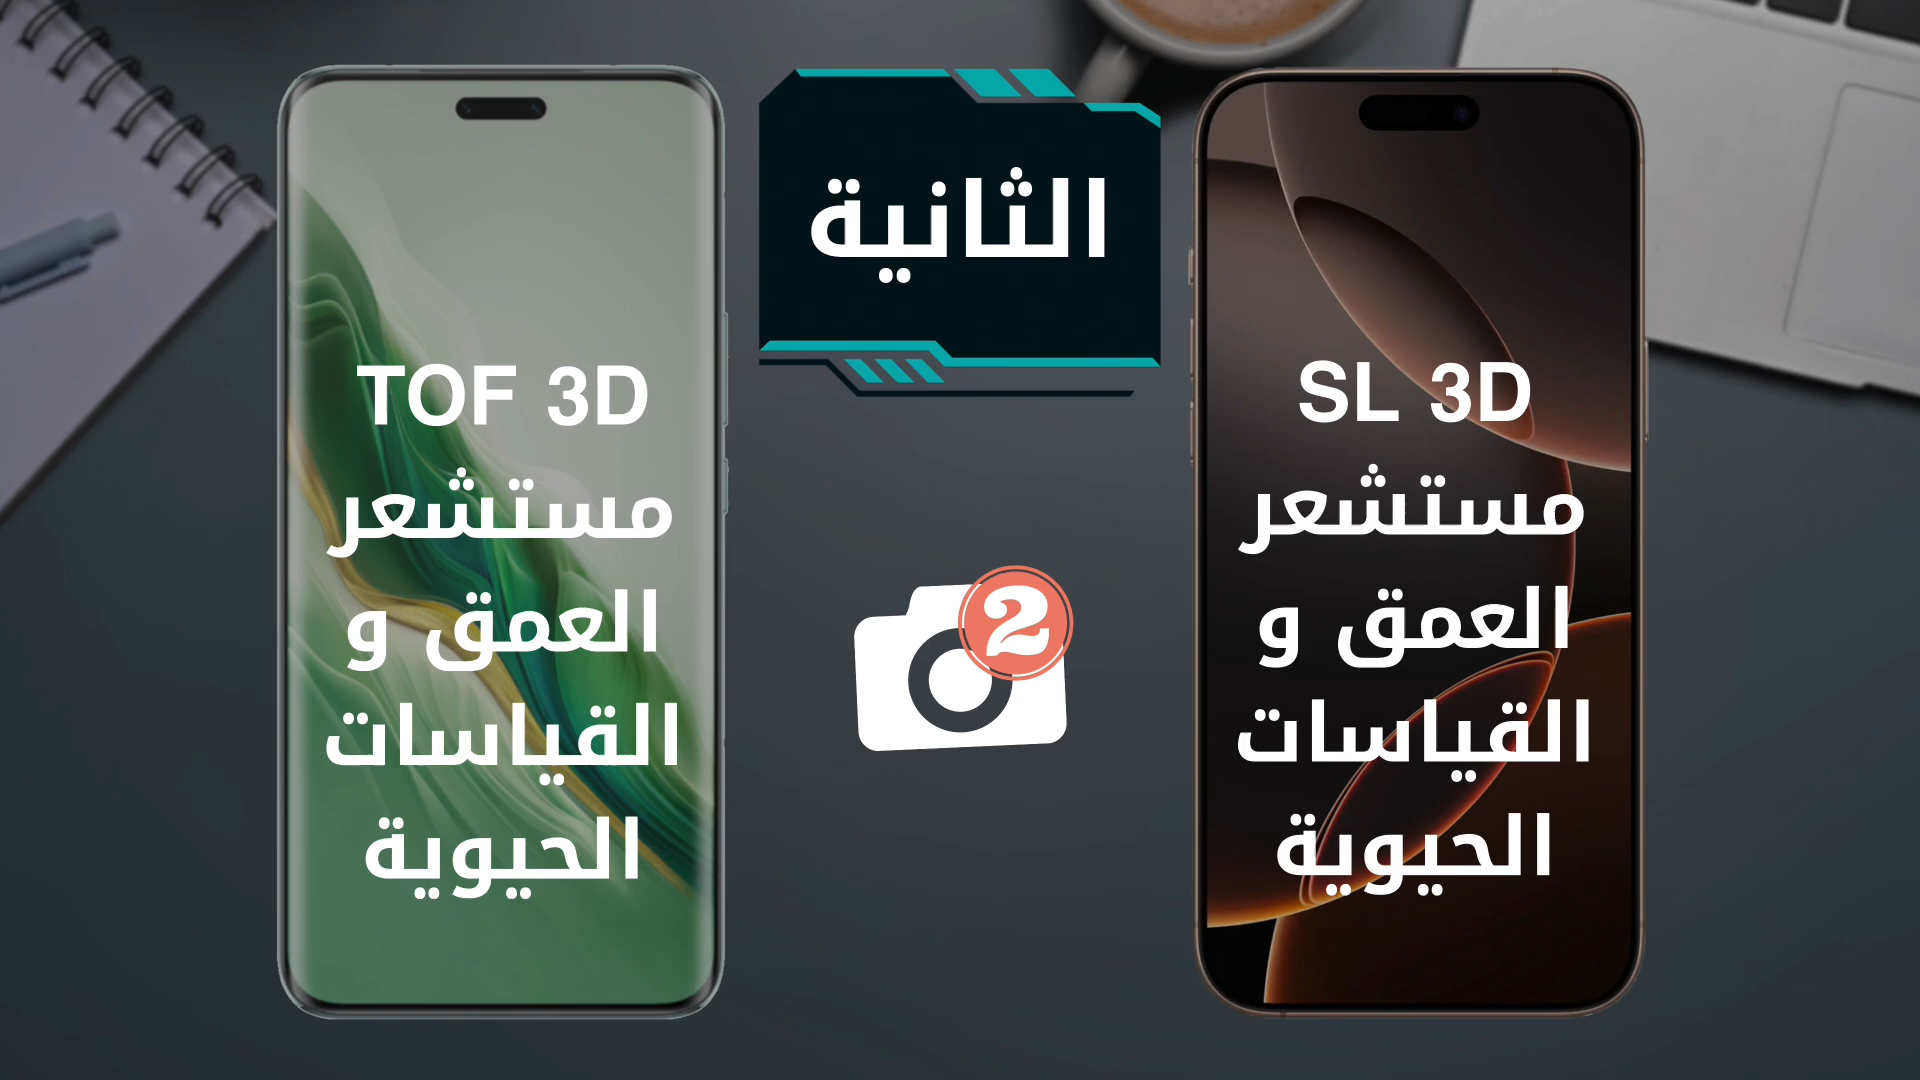 الثانية
SL 3D
مستشعر
العمق و
القياسات
الحيوية
2
TOF 3D
مستشعر
العمق و
القياسات
الحيوية